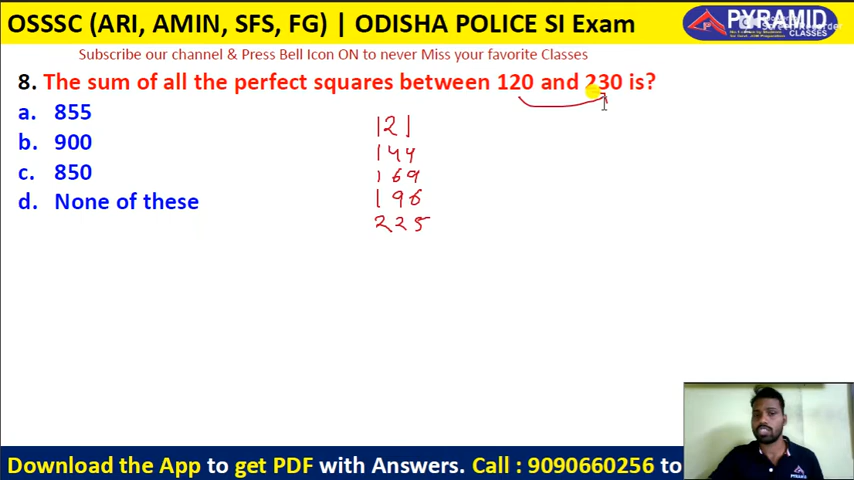 OSSSC (ARI, AMIN, SFS, FG) | ODISHA POLICE SI Exam
PYRAMID
CLASSES
Subscribe our channel & Press Bell Icon ON to never Miss your favorite Classes
8. The sum of all the perfect squares between 120 and 230 is?
a. 855
b. 900
c. 850
d. None of these
121
144
169
196
225
PYRAMID
Download the App to get PDF with Answers. Call : 9090660256 to